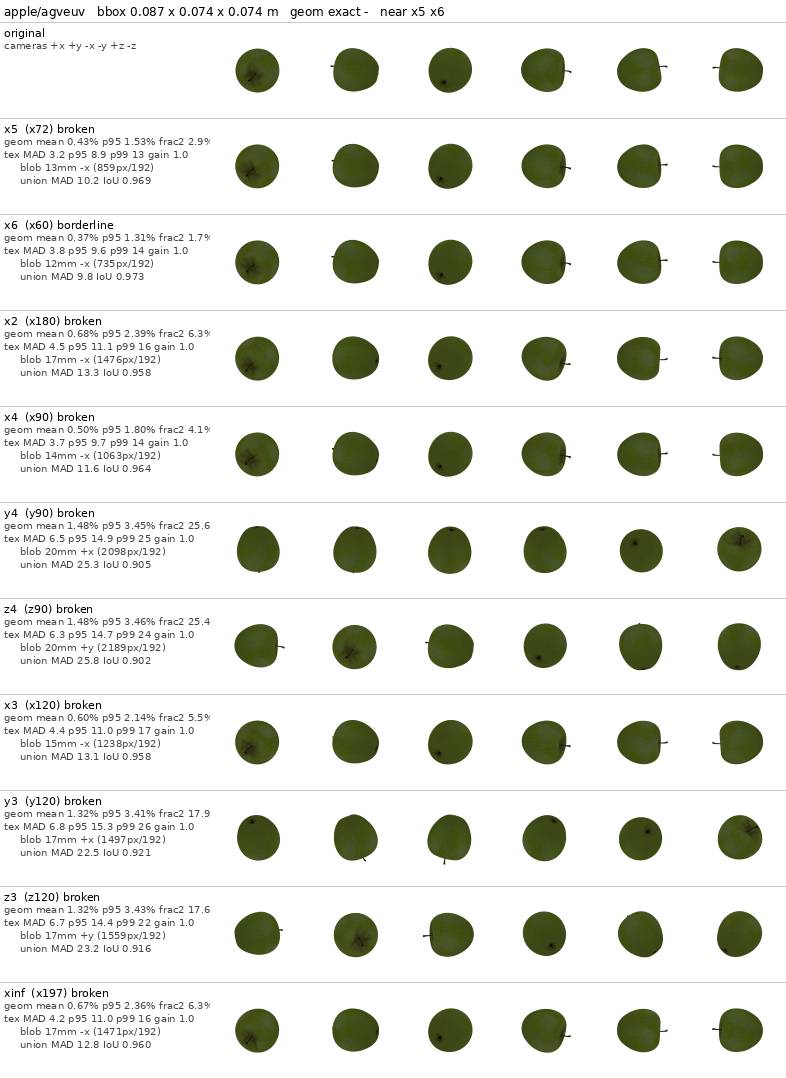 apple/agveuv   bbox 0.087 x 0.074 x 0.074 m   geom exact -   near x5 x6
original
cameras +x +y -x -y +z -z
x5  (x72) broken
geom mean 0.43% p95 1.53% frac2 2.9%
tex MAD 3.2 p95 8.9 p99 13 gain 1.0
blob 13mm -x (859px/192)
union MAD 10.2 IoU 0.969
x6  (x60) borderline
geom mean 0.37% p95 1.31% frac2 1.7%
tex MAD 3.8 p95 9.6 p99 14 gain 1.0
blob 12mm -x (735px/192)
union MAD 9.8 IoU 0.973
x2  (x180) broken
geom mean 0.68% p95 2.39% frac2 6.3%
tex MAD 4.5 p95 11.1 p99 16 gain 1.0
blob 17mm -x (1476px/192)
union MAD 13.3 IoU 0.958
x4  (x90) broken
geom mean 0.50% p95 1.80% frac2 4.1%
tex MAD 3.7 p95 9.7 p99 14 gain 1.0
blob 14mm -x (1063px/192)
union MAD 11.6 IoU 0.964
y4  (y90) broken
geom mean 1.48% p95 3.45% frac2 25.6
tex MAD 6.5 p95 14.9 p99 25 gain 1.0
blob 20mm +x (2098px/192)
union MAD 25.3 IoU 0.905
z4  (z90) broken
geom mean 1.48% p95 3.46% frac2 25.4
tex MAD 6.3 p95 14.7 p99 24 gain 1.0
blob 20mm +y (2189px/192)
union MAD 25.8 IoU 0.902
x3  (x120) broken
geom mean 0.60% p95 2.14% frac2 5.5%
tex MAD 4.4 p95 11.0 p99 17 gain 1.0
blob 15mm -x (1238px/192)
union MAD 13.1 IoU 0.958
y3  (y120) broken
geom mean 1.32% p95 3.41% frac2 17.9
tex MAD 6.8 p95 15.3 p99 26 gain 1.0
blob 17mm +x (1497px/192)
union MAD 22.5 IoU 0.921
z3  (z120) broken
geom mean 1.32% p95 3.43% frac2 17.6
tex MAD 6.7 p95 14.4 p99 22 gain 1.0
blob 17mm +y (1559px/192)
union MAD 23.2 IoU 0.916
xinf  (x197) broken
geom mean 0.67% p95 2.36% frac2 6.3%
tex MAD 4.2 p95 11.0 p99 16 gain 1.0
blob 17mm -x (1471px/192)
union MAD 12.8 IoU 0.960